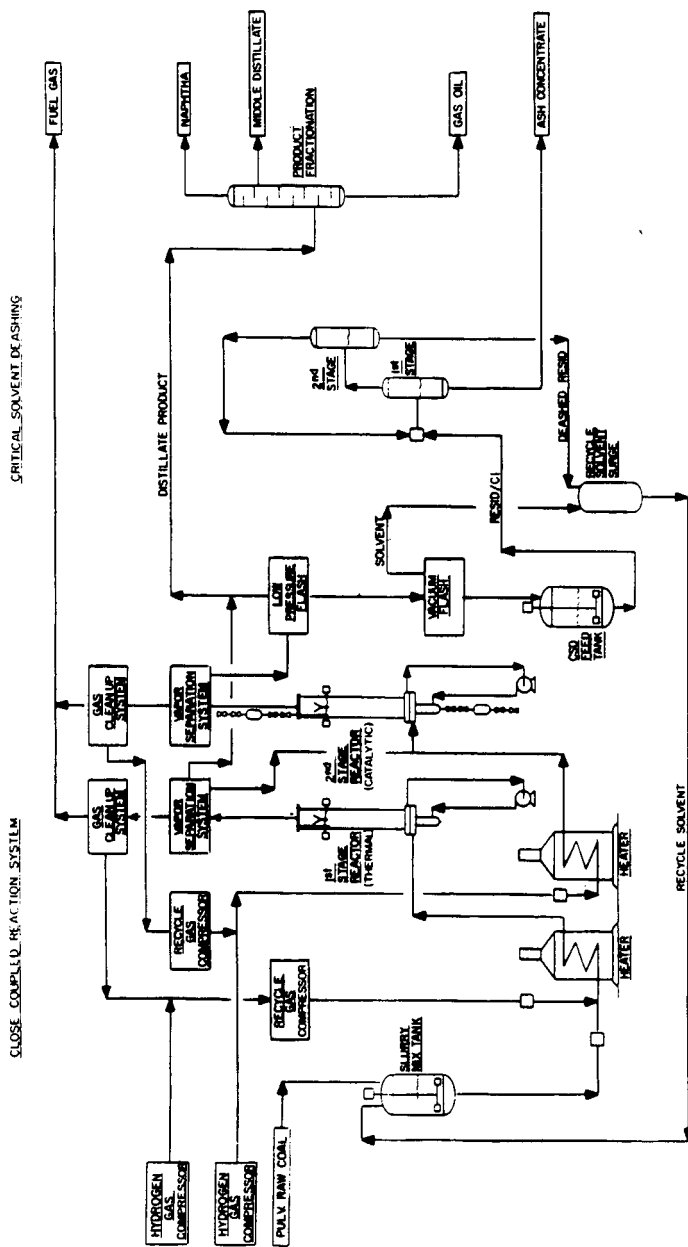 CLOSE COUPLED REACTION SYSTEM
CRITICAL SOLVENT DEASHING
HYDROGEN
GAS
COMPRESSOR
HYDROGEN
GAS
COMPRESSOR
PULV. RAW COAL
SLURRY
MIX TANK
RECYCLE
GAS
COMPRESSOR
RECYCLE
GAS
COMPRESSOR
HEATER
HEATER
GAS
CLEAN UP
SYSTEM
GAS
CLEAN UP
SYSTEM
VAPOR
SEPARATION
SYSTEM
VAPOR
SEPARATION
SYSTEM
1st
STAGE
REACTOR
(THERMAL)
2nd
STAGE
REACTOR
(CATALYTIC)
LOW
PRESSURE
FLASH
VACUUM
FLASH
CSD
FEED
TANK
SOLVENT
RESID/CI
DISTILLATE PRODUCT
1st
STAGE
2nd
STAGE
DEASHED RESID
RECYCLE
SOLVENT
SURGE
RECYCLE SOLVENT
PRODUCT
FRACTIONATION
FUEL GAS
NAPHTHA
MIDDLE DISTILLATE
GAS OIL
ASH CONCENTRATE